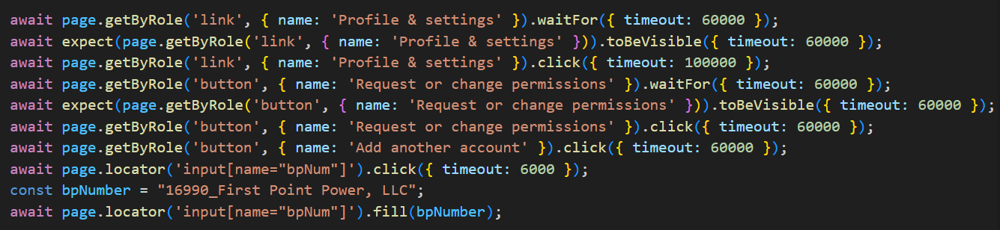 await page.getByRole('link', { name: 'Profile & settings' }).waitFor({ timeout: 60000 });
await expect(page.getByRole('link', { name: 'Profile & settings' })).toBeVisible({ timeout: 60000 });
await page.getByRole('link', { name: 'Profile & settings' }).click({ timeout: 100000 });
await page.getByRole('button', { name: 'Request or change permissions' }).waitFor({ timeout: 60000 });
await expect(page.getByRole('button', { name: 'Request or change permissions' })).toBeVisible({ timeout: 60000 });
await page.getByRole('button', { name: 'Request or change permissions' }).click({ timeout: 60000 });
await page.getByRole('button', { name: 'Add another account' }).click({ timeout: 60000 });
await page.locator('input[name="bpNum"]').click({ timeout: 6000 });
const bpNumber = "16990_First Point Power, LLC";
await page.locator('input[name="bpNum"]').fill(bpNumber);